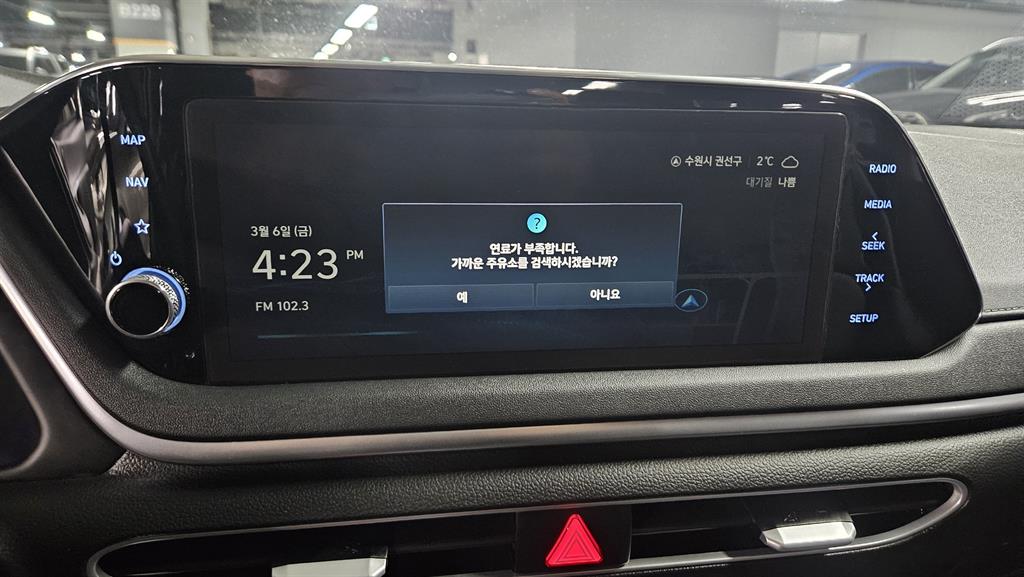 B22B
MAP
NAV
수원시 권선구 2℃
대기질 나쁨
3월 6일 (금)
4:23 PM
FM 102.3
?
연료가 부족합니다.
가까운 주유소를 검색하시겠습니까?
예 아니요
RADIO
MEDIA
<
SEEK
TRACK
>
SETUP